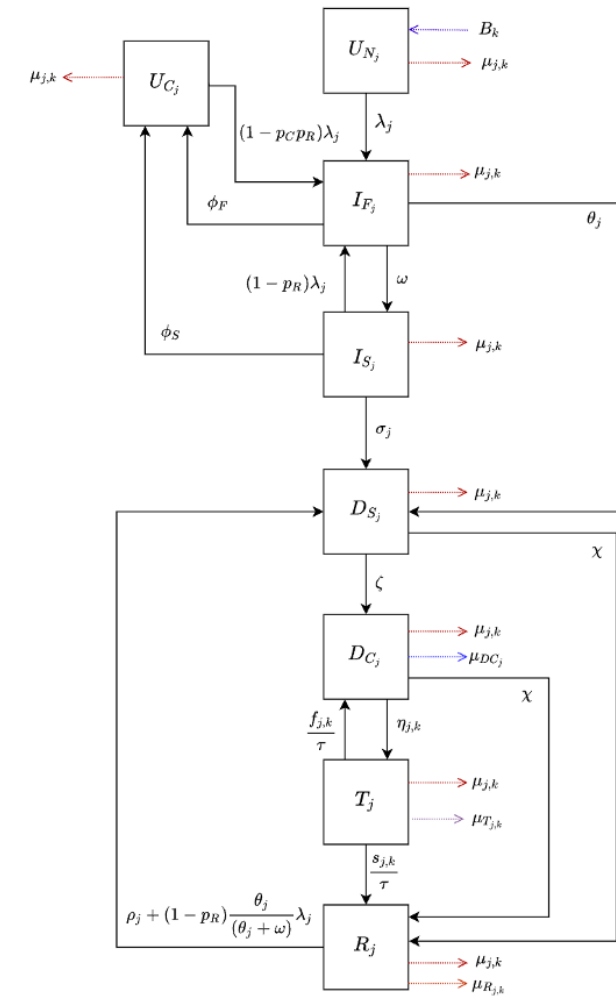 U_{N_j}
B_k
μ_{j,k}
λ_j
μ_{j,k}
U_{C_j}
(1 − p_C p_R)λ_j
I_{F_j}
μ_{j,k}
θ_j
ϕ_F
(1 − p_R)λ_j
ω
I_{S_j}
μ_{j,k}
ϕ_S
σ_j
D_{S_j}
μ_{j,k}
χ
ζ
D_{C_j}
μ_{j,k}
μ_{DC_j}
χ
f_{j,k}/τ
η_{j,k}
T_j
μ_{j,k}
μ_{T_{j,k}}
s_{j,k}/τ
ρ_j + (1 − p_R) θ_j/(θ_j + ω) λ_j
R_j
μ_{j,k}
μ_{R_{j,k}}